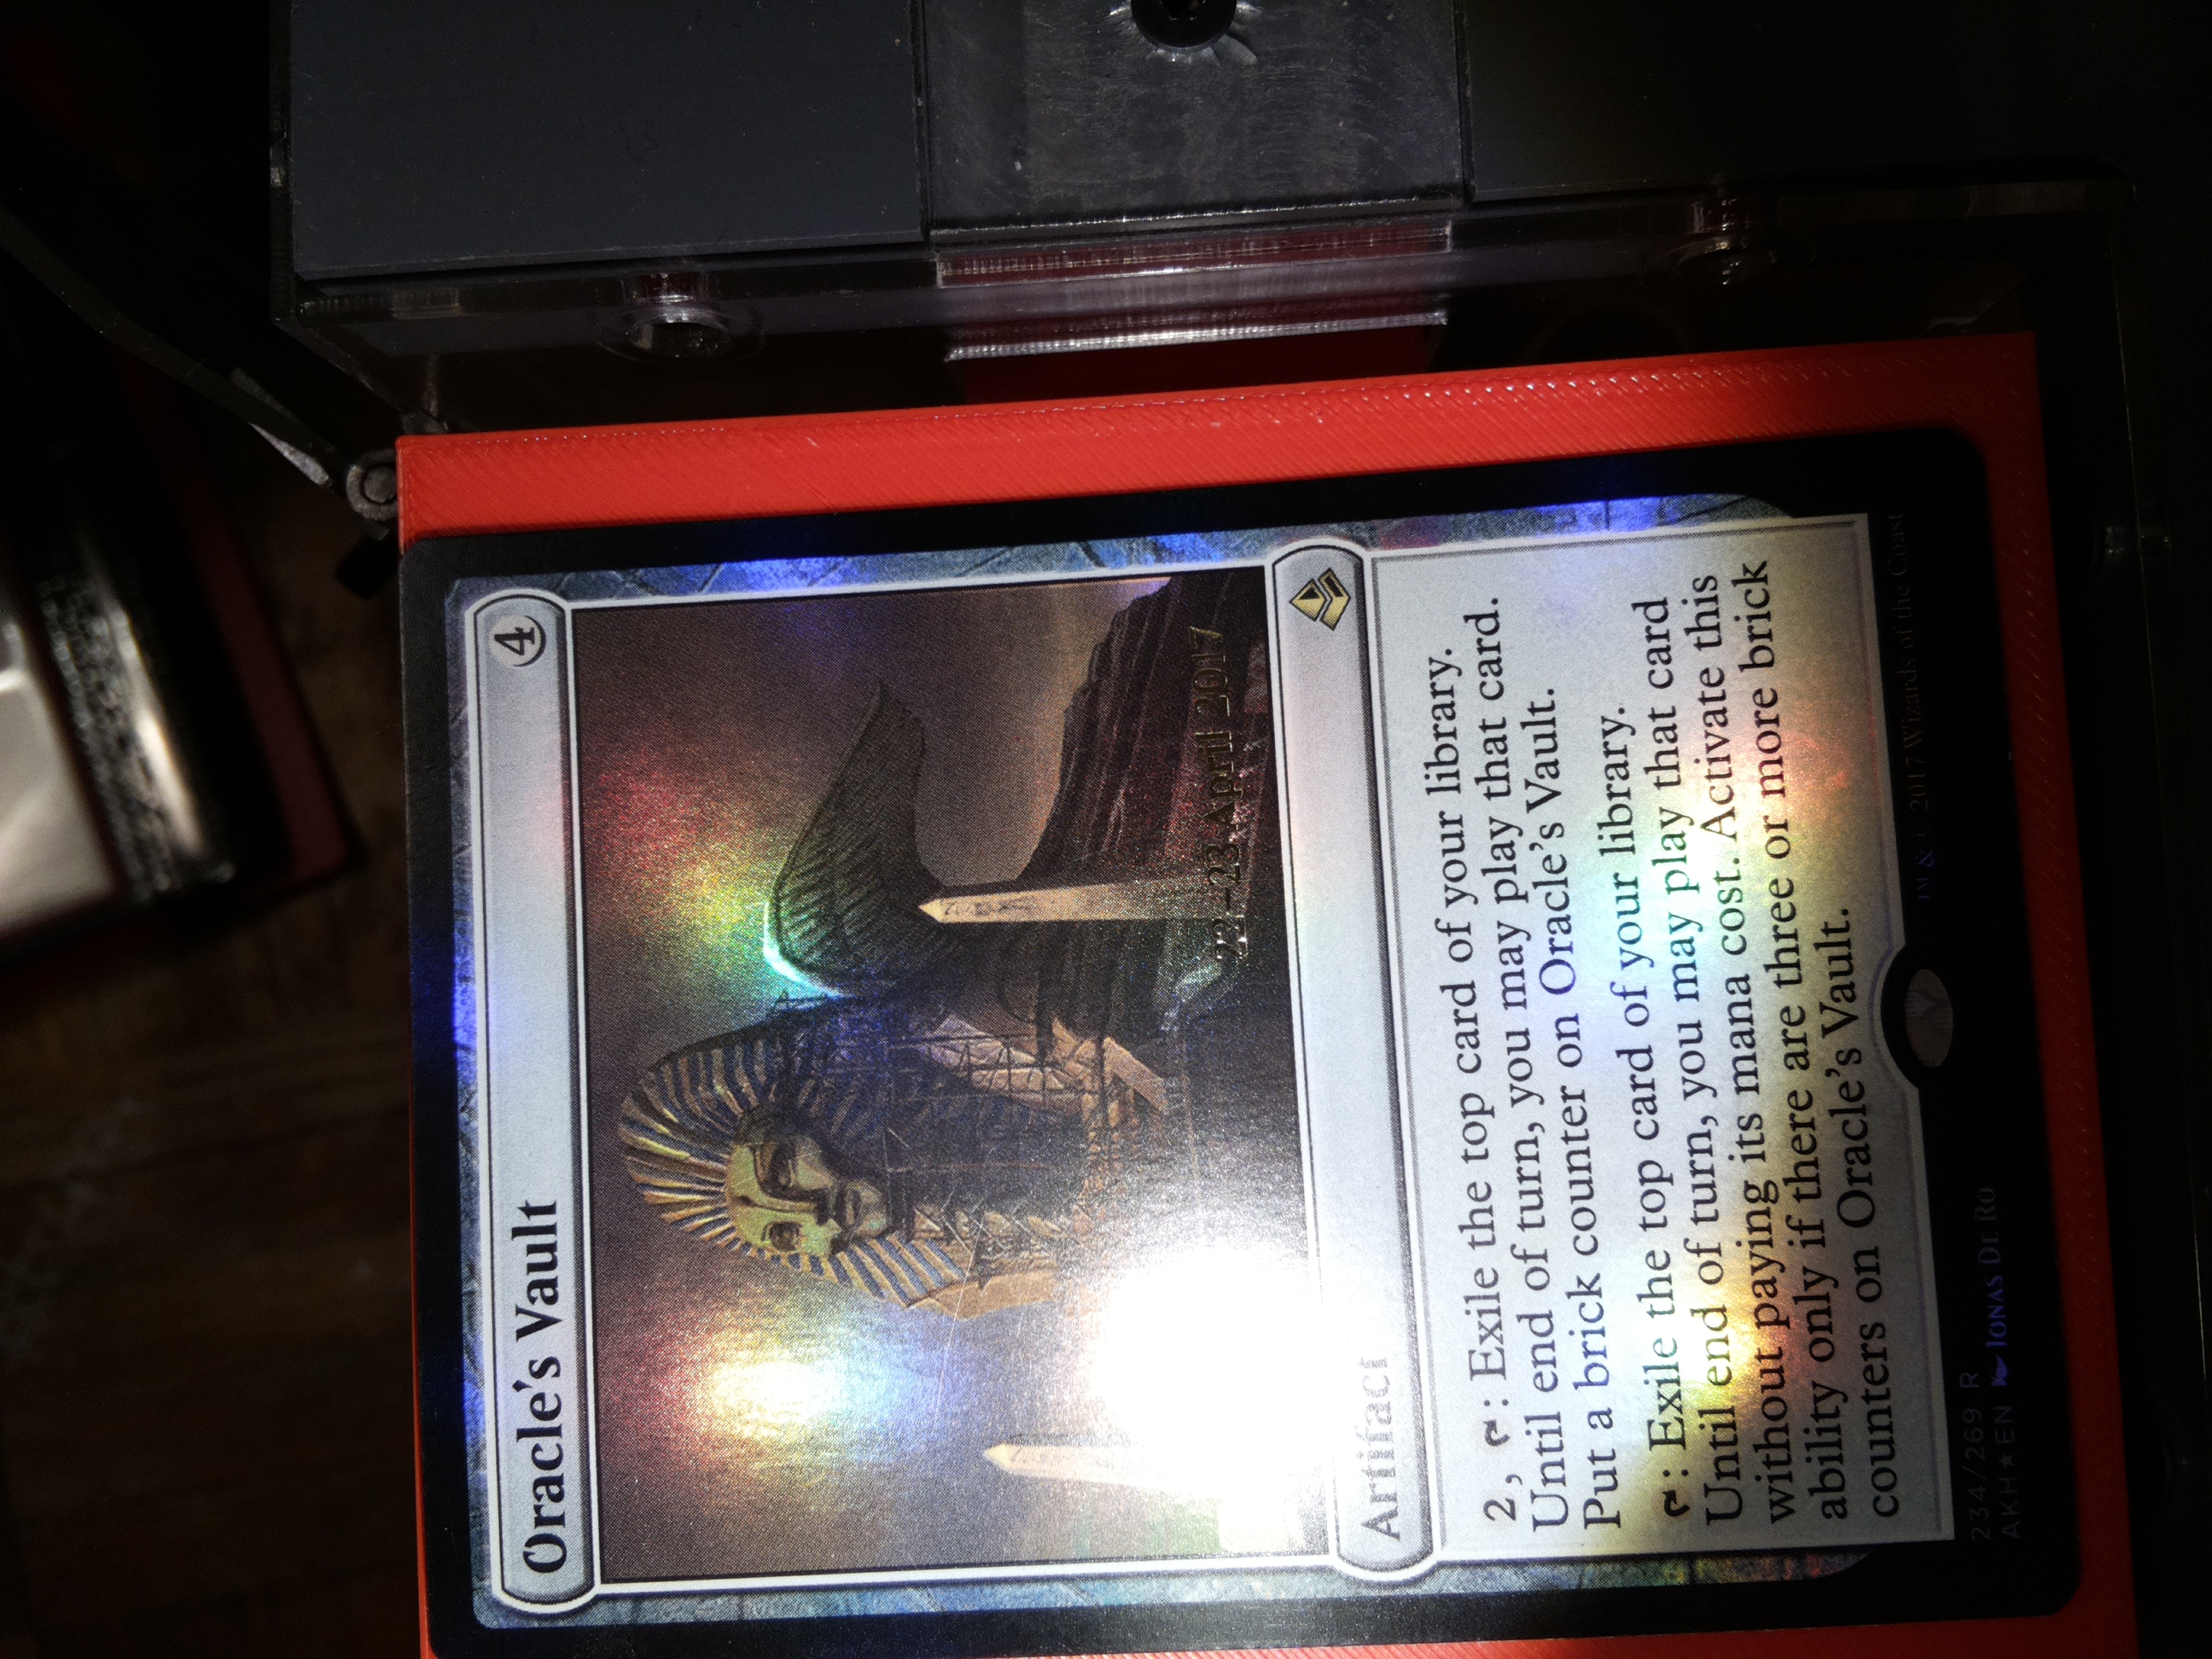 Oracle's Vault 4
22–23 April 2017
Artifact
2, : Exile the top card of your library.
Until end of turn, you may play that card.
Put a brick counter on Oracle's Vault.
: Exile the top card of your library.
Until end of turn, you may play that card
without paying its mana cost. Activate this
ability only if there are three or more brick
counters on Oracle's Vault.
234/269 R
AKH★EN JONAS DE RO
™ & © 2017 Wizards of the Coast